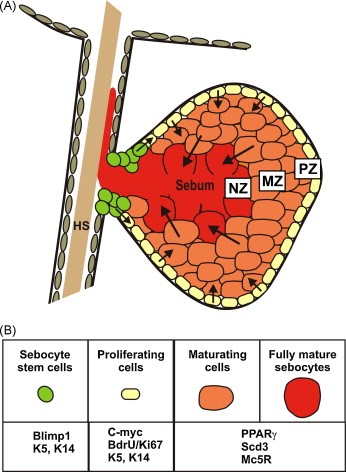 (A)
PZ
MZ
NZ
Sebum
HS
(B)
Sebocyte
stem cells
Proliferating
cells
Maturating
cells
Fully mature
sebocytes
Blimp1
K5, K14
C-myc
BdrU/Ki67
K5, K14
PPARγ
Scd3
Mc5R